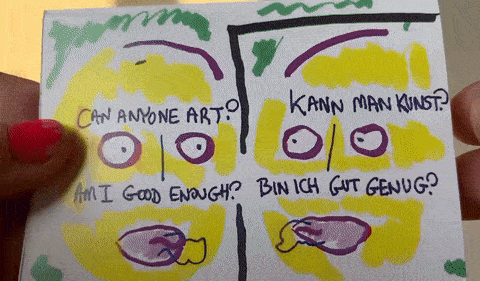 CAN ANYONE ART?
AM I GOOD ENOUGH?
KANN MAN KUNST?
BIN ICH GUT GENUG?